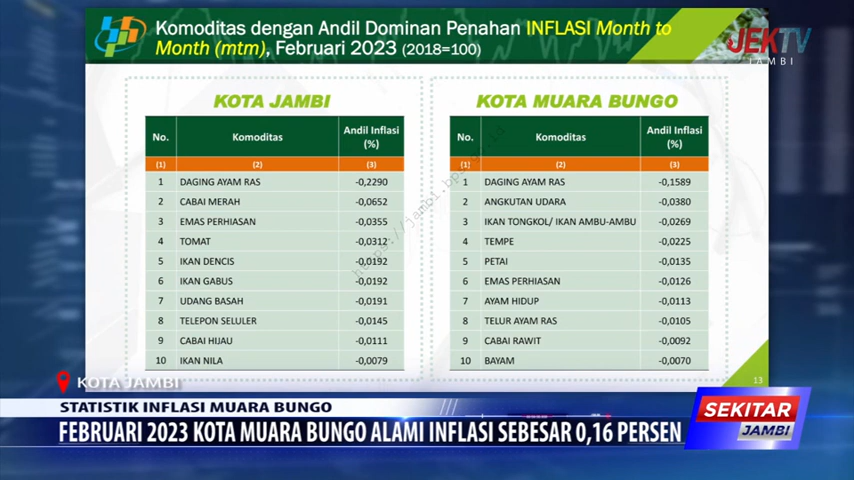 Komoditas dengan Andil Dominan Penahan INFLASI Month to
Month (mtm), Februari 2023 (2018=100)
JEKTV
JAMBI
KOTA JAMBI
No. Komoditas Andil Inflasi (%)
(1) (2) (3)
1 DAGING AYAM RAS -0,2290
2 CABAI MERAH -0,0652
3 EMAS PERHIASAN -0,0355
4 TOMAT -0,0312
5 IKAN DENCIS -0,0192
6 IKAN GABUS -0,0192
7 UDANG BASAH -0,0191
8 TELEPON SELULER -0,0145
9 CABAI HIJAU -0,0111
10 IKAN NILA -0,0079
KOTA MUARA BUNGO
No. Komoditas Andil Inflasi (%)
(1) (2) (3)
1 DAGING AYAM RAS -0,1589
2 ANGKUTAN UDARA -0,0380
3 IKAN TONGKOL/ IKAN AMBU-AMBU -0,0269
4 TEMPE -0,0225
5 PETAI -0,0135
6 EMAS PERHIASAN -0,0126
7 AYAM HIDUP -0,0113
8 TELUR AYAM RAS -0,0105
9 CABAI RAWIT -0,0092
10 BAYAM -0,0070
13
KOTA JAMBI
STATISTIK INFLASI MUARA BUNGO
FEBRUARI 2023 KOTA MUARA BUNGO ALAMI INFLASI SEBESAR 0,16 PERSEN
SEKITAR
JAMBI